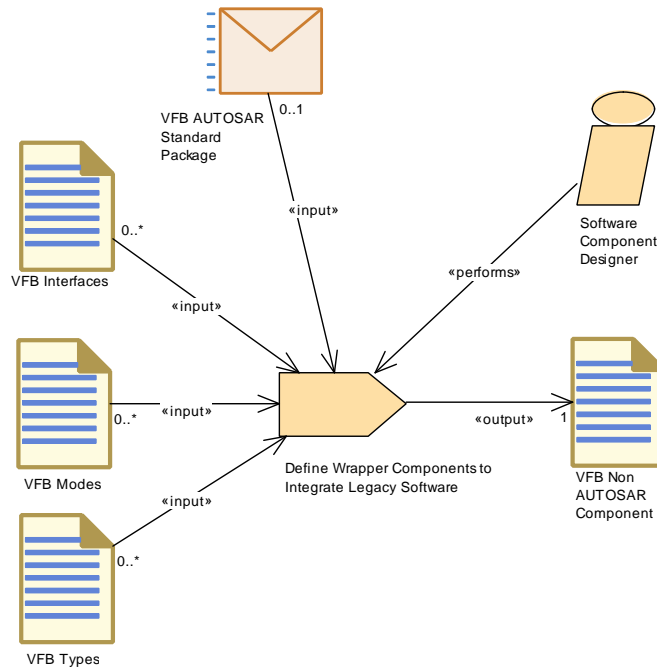 0..1
VFB AUTOSAR
Standard
Package
0..*
VFB Interfaces
«input»
«input»
Software
Component
Designer
«performs»
0..*
«input»
VFB Modes
Define Wrapper Components to
Integrate Legacy Software
«output»
1
VFB Non
AUTOSAR
Component
«input»
0..*
VFB Types